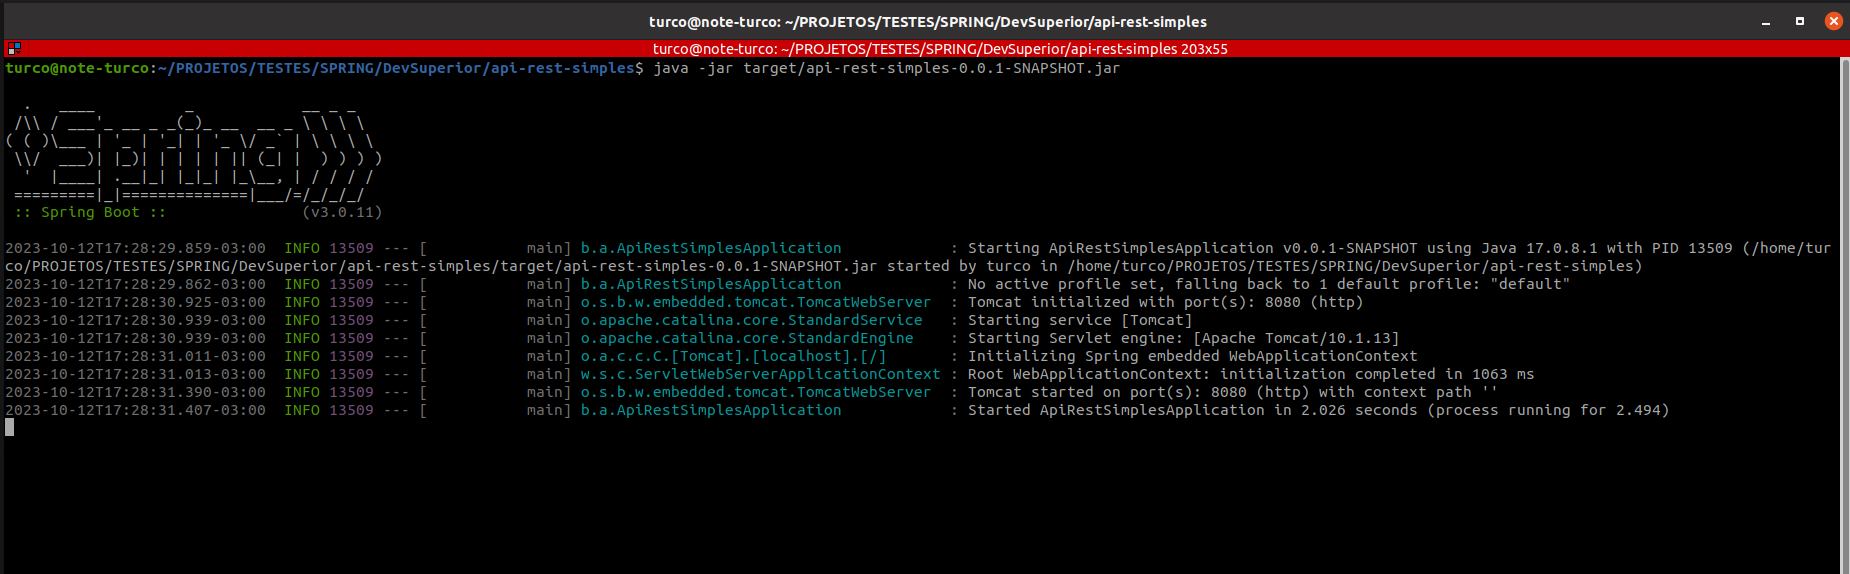 turco@note-turco: ~/PROJETOS/TESTES/SPRING/DevSuperior/api-rest-simples
turco@note-turco: ~/PROJETOS/TESTES/SPRING/DevSuperior/api-rest-simples 203x55
turco@note-turco:~/PROJETOS/TESTES/SPRING/DevSuperior/api-rest-simples$ java -jar target/api-rest-simples-0.0.1-SNAPSHOT.jar
  .   ____          _            __ _ _
 /\\ / ___'_ __ _ _(_)_ __  __ _ \ \ \ \
( ( )\___ | '_ | '_| | '_ \/ _` | \ \ \ \
 \\/  ___)| |_)| | | | | || (_| |  ) ) ) )
  '  |____| .__|_| |_|_| |_\__, | / / / /
 =========|_|==============|___/=/_/_/_/
 :: Spring Boot ::               (v3.0.11)
2023-10-12T17:28:29.859-03:00  INFO 13509 --- [           main] b.a.ApiRestSimplesApplication            : Starting ApiRestSimplesApplication v0.0.1-SNAPSHOT using Java 17.0.8.1 with PID 13509 (/home/tur
co/PROJETOS/TESTES/SPRING/DevSuperior/api-rest-simples/target/api-rest-simples-0.0.1-SNAPSHOT.jar started by turco in /home/turco/PROJETOS/TESTES/SPRING/DevSuperior/api-rest-simples)
2023-10-12T17:28:29.862-03:00  INFO 13509 --- [           main] b.a.ApiRestSimplesApplication            : No active profile set, falling back to 1 default profile: "default"
2023-10-12T17:28:30.925-03:00  INFO 13509 --- [           main] o.s.b.w.embedded.tomcat.TomcatWebServer  : Tomcat initialized with port(s): 8080 (http)
2023-10-12T17:28:30.939-03:00  INFO 13509 --- [           main] o.apache.catalina.core.StandardService   : Starting service [Tomcat]
2023-10-12T17:28:30.939-03:00  INFO 13509 --- [           main] o.apache.catalina.core.StandardEngine    : Starting Servlet engine: [Apache Tomcat/10.1.13]
2023-10-12T17:28:31.011-03:00  INFO 13509 --- [           main] o.a.c.c.C.[Tomcat].[localhost].[/]       : Initializing Spring embedded WebApplicationContext
2023-10-12T17:28:31.013-03:00  INFO 13509 --- [           main] w.s.c.ServletWebServerApplicationContext : Root WebApplicationContext: initialization completed in 1063 ms
2023-10-12T17:28:31.390-03:00  INFO 13509 --- [           main] o.s.b.w.embedded.tomcat.TomcatWebServer  : Tomcat started on port(s): 8080 (http) with context path ''
2023-10-12T17:28:31.407-03:00  INFO 13509 --- [           main] b.a.ApiRestSimplesApplication            : Started ApiRestSimplesApplication in 2.026 seconds (process running for 2.494)